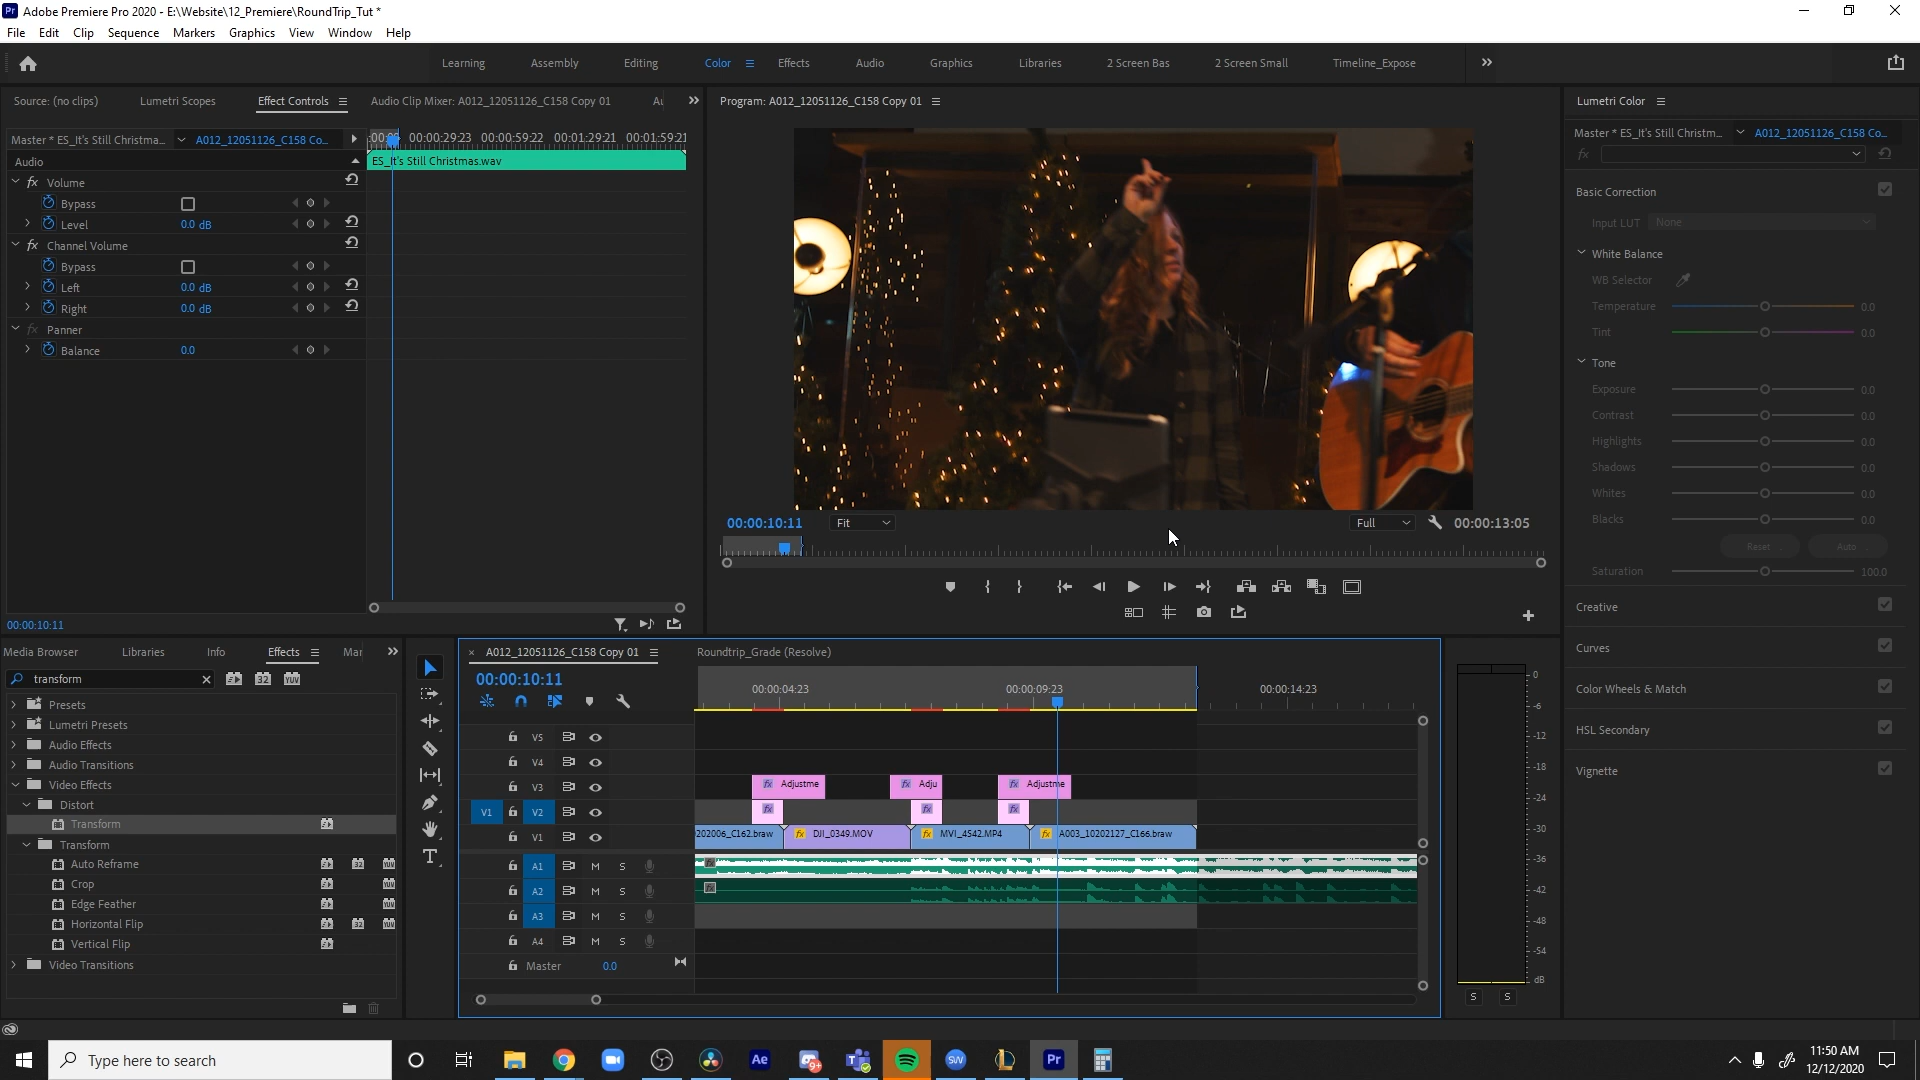 Adobe Premiere Pro 2020 - E:\Website\12_Premiere\RoundTrip_Tut *
File Edit Clip Sequence Markers Graphics View Window Help
Learning Assembly Editing Color Effects Audio Graphics Libraries 2 Screen Bas 2 Screen Small Timeline_Expose
Source: (no clips) Lumetri Scopes Effect Controls Audio Clip Mixer: A012_12051126_C158 Copy 01 Au
Master * ES_It's Still Christma... A012_12051126_C158 Co...
00:00 00:00:29:23 00:00:59:22 00:01:29:21 00:01:59:21
Audio
ES_It's Still Christmas.wav
fx Volume
Bypass
Level 0.0 dB
fx Channel Volume
Bypass
Left 0.0 dB
Right 0.0 dB
fx Panner
Balance 0.0
00:00:10:11
Program: A012_12051126_C158 Copy 01
00:00:10:11 Fit Full 00:00:13:05
Lumetri Color
Master * ES_It's Still Christm... A012_12051126_C158 Co...
fx
Basic Correction
Input LUT None
White Balance
WB Selector
Temperature 0.0
Tint 0.0
Tone
Exposure 0.0
Contrast 0.0
Highlights 0.0
Shadows 0.0
Whites 0.0
Blacks 0.0
Reset Auto
Saturation 100.0
Creative
Curves
Color Wheels & Match
HSL Secondary
Vignette
Media Browser Libraries Info Effects Mar
transform
Presets
Lumetri Presets
Audio Effects
Audio Transitions
Video Effects
Distort
Transform
Transform
Auto Reframe
Crop
Edge Feather
Horizontal Flip
Vertical Flip
Video Transitions
A012_12051126_C158 Copy 01 Roundtrip_Grade (Resolve)
00:00:10:11
00:00:04:23 00:00:09:23 00:00:14:23
V5
V4
V3 fx Adjustme fx Adju fx Adjustme
V1 V2 fx fx fx
V1 202006_C162.braw fx DJI_0349.MOV fx MVI_4542.MP4 fx A003_10202127_C166.braw
A1 M S fx
A2 M S fx
A3 M S
A4 M S
Master 0.0
0
-6
-12
-18
-24
-30
-36
-42
-48
-54
dB
S S
Type here to search
Ae 9+ SW Pr
11:50 AM
12/12/2020